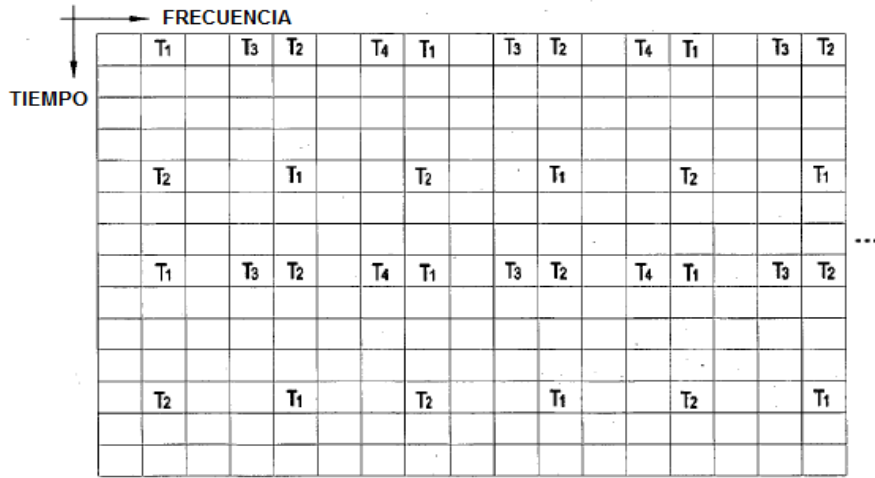 FRECUENCIA
T1 T3 T2 T4 T1 T3 T2 T4 T1 T3 T2
TIEMPO
T2 T1 T2 T1 T2 T1
...
T1 T3 T2 T4 T1 T3 T2 T4 T1 T3 T2
T2 T1 T2 T1 T2 T1